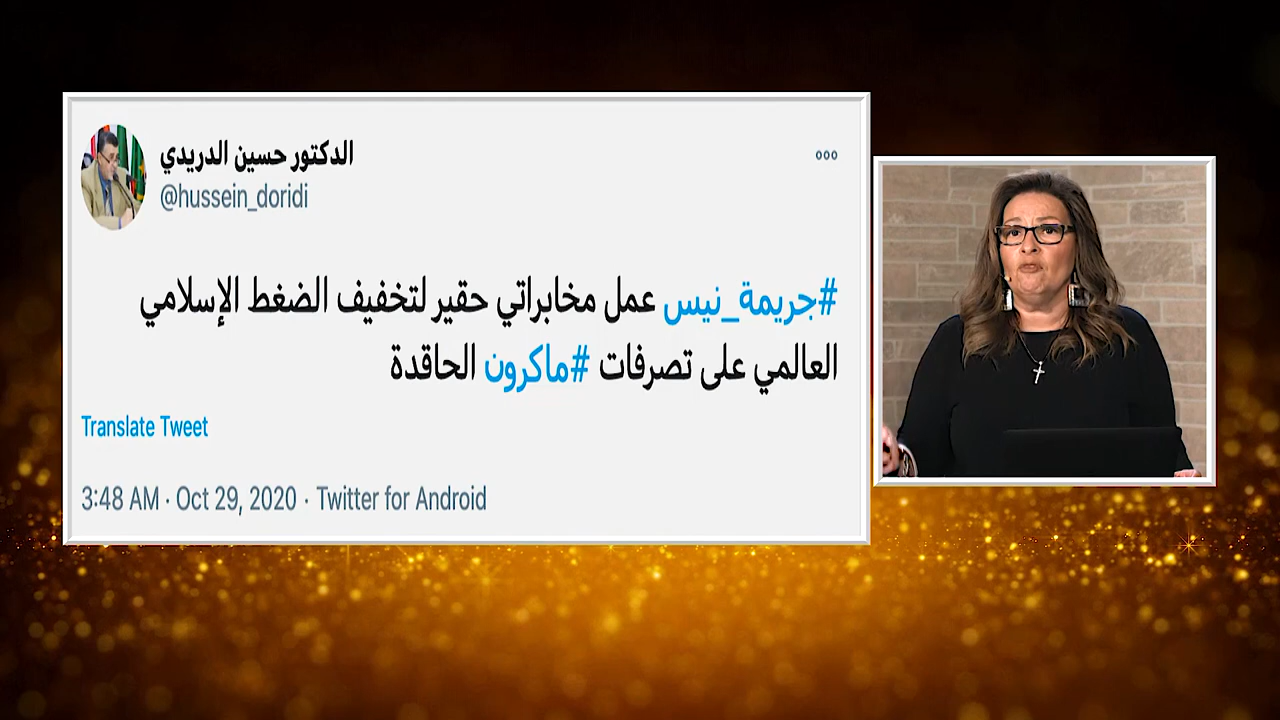 الدكتور حسين الدريدي
@hussein_doridi
#جريمة_نيس عمل مخابراتي حقير لتخفيف الضغط الإسلامي
العالمي على تصرفات #ماكرون الحاقدة
Translate Tweet
3:48 AM · Oct 29, 2020 · Twitter for Android